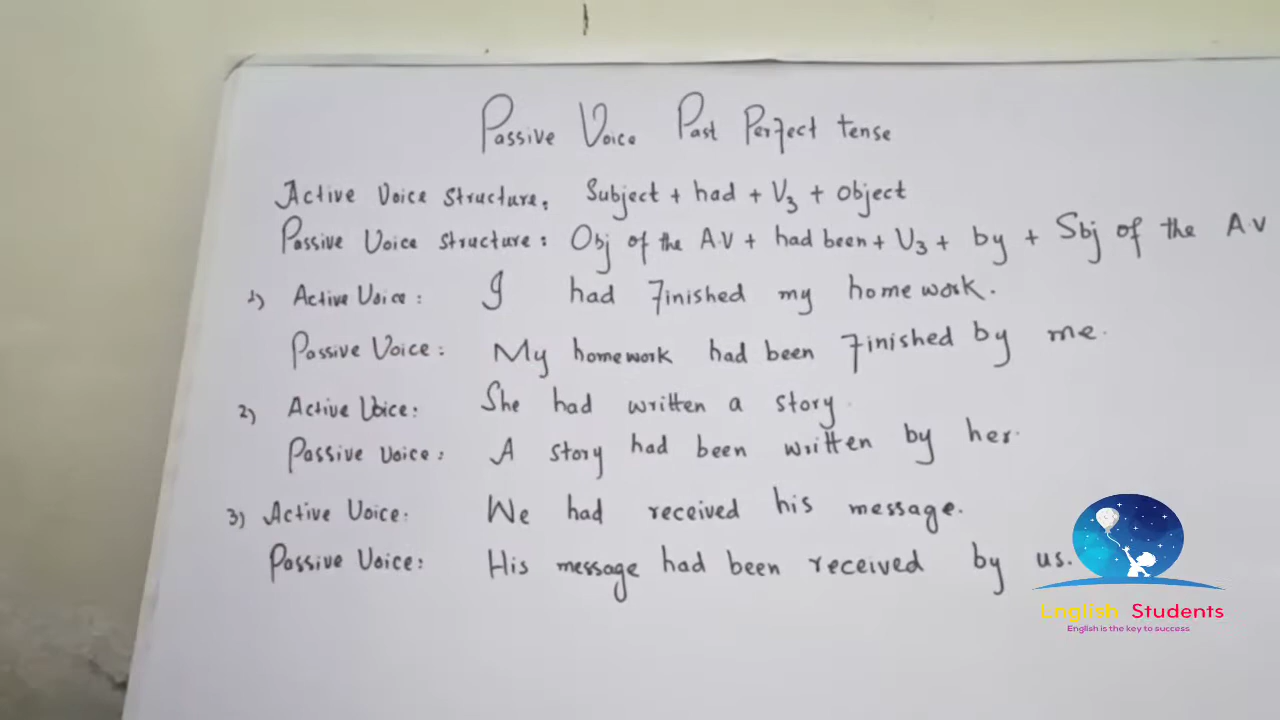 Passive Voice Past Perfect tense
Active Voice Structure: Subject + had + V3 + object
Passive Voice structure: Obj of the A.V + had been + V3 + by + Sbj of the A.V
1) Active Voice: I had finished my homework.
Passive Voice: My homework had been finished by me.
2) Active Voice: She had written a story.
Passive Voice: A story had been written by her.
3) Active Voice: We had received his message.
Passive Voice: His message had been received by us.
English Students
English is the key to success